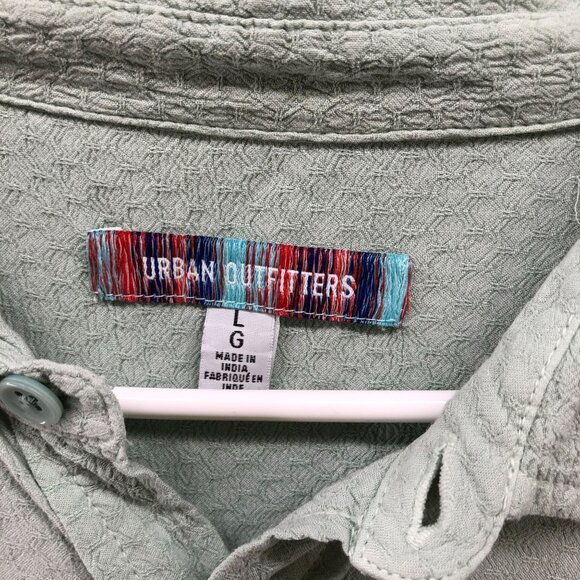 URBAN OUTFITTERS
L
G
MADE IN
INDIA
FABRIQUÉ EN
INDE